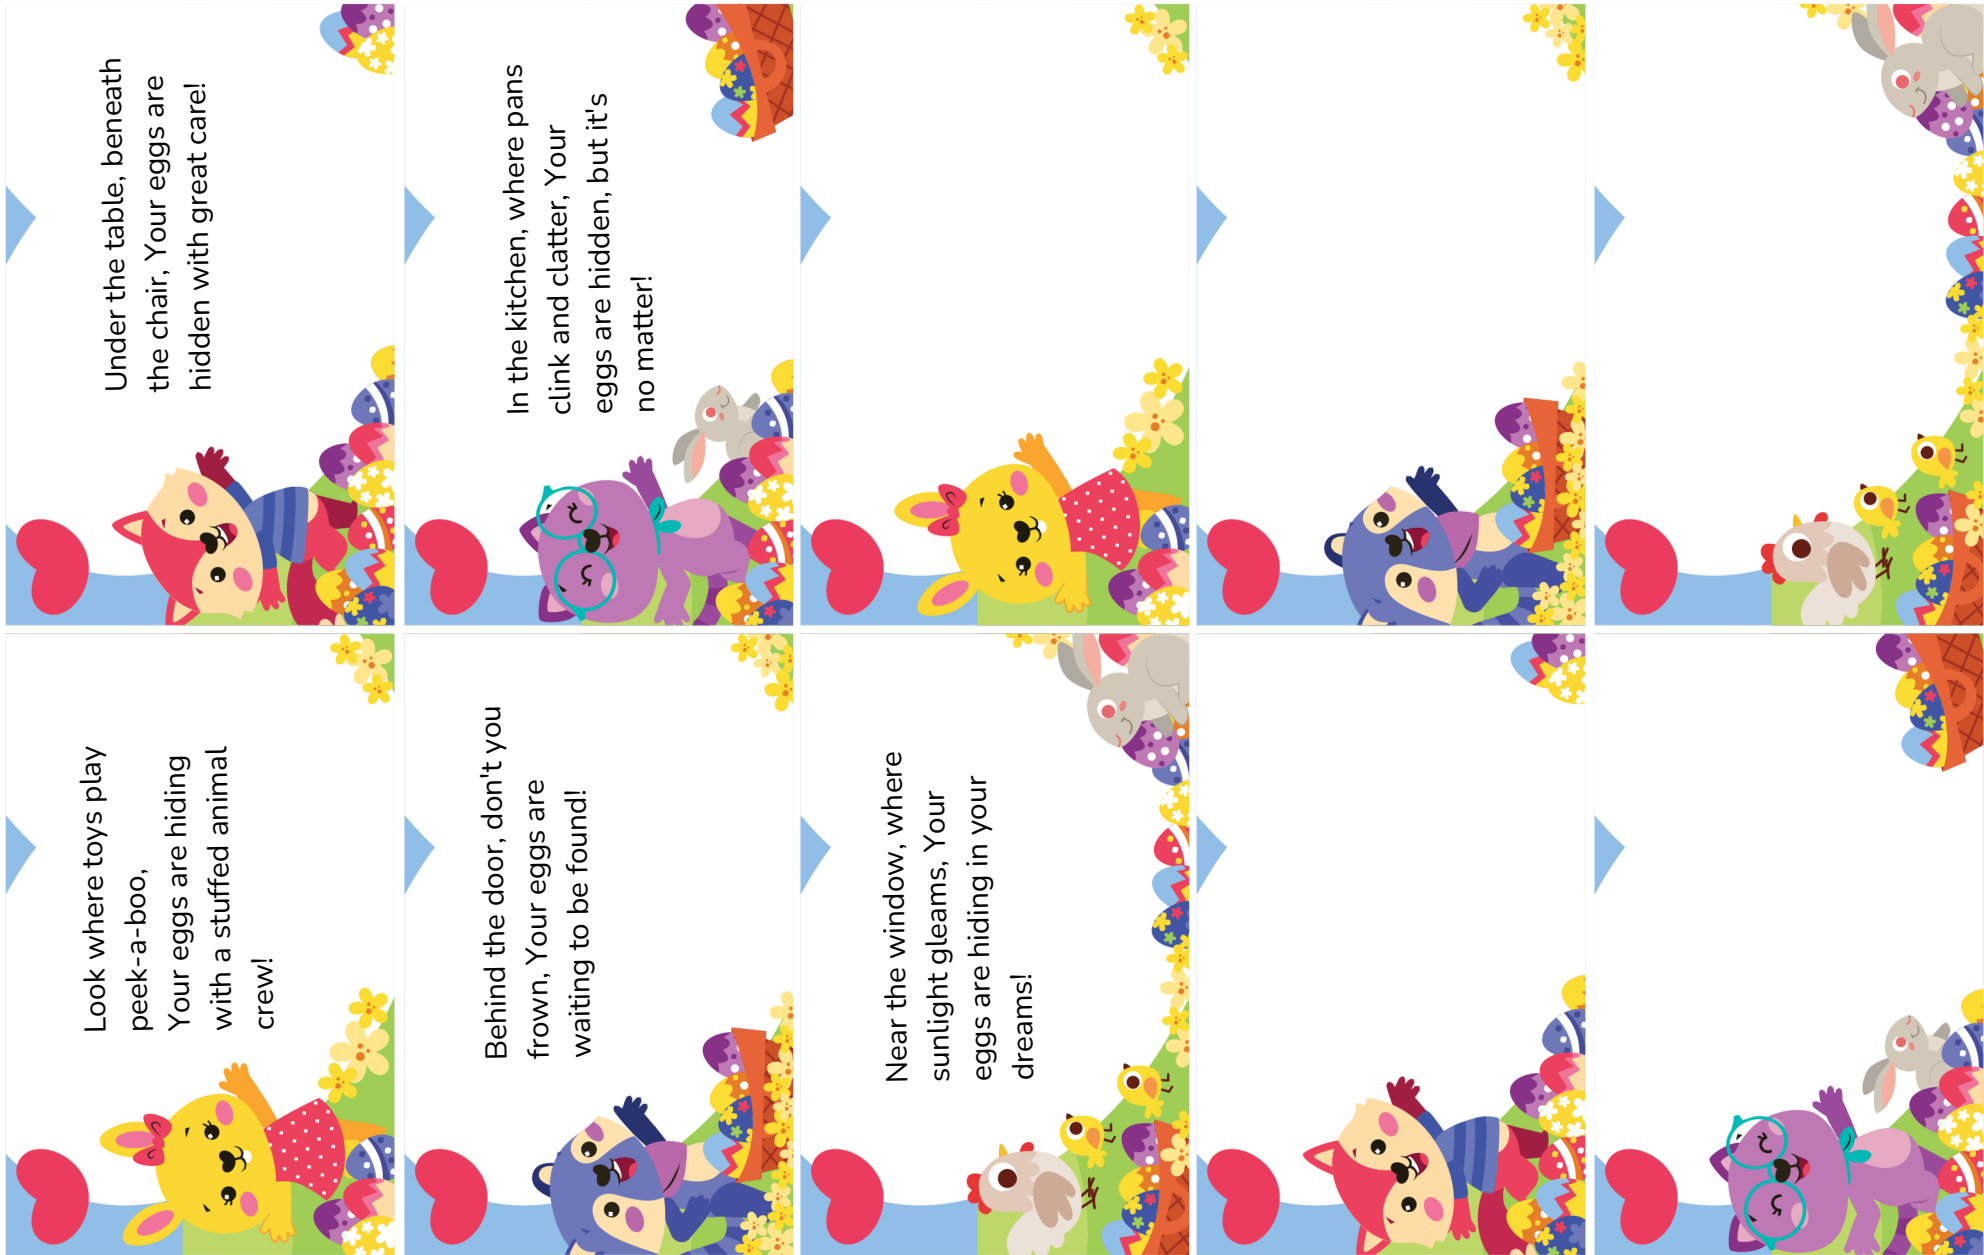 Under the table, beneath
the chair, Your eggs are
hidden with great care!
In the kitchen, where pans
clink and clatter, Your
eggs are hidden, but it's
no matter!
Look where toys play
peek-a-boo,
Your eggs are hiding
with a stuffed animal
crew!
Behind the door, don't you
frown, Your eggs are
waiting to be found!
Near the window, where
sunlight gleams, Your
eggs are hiding in your
dreams!